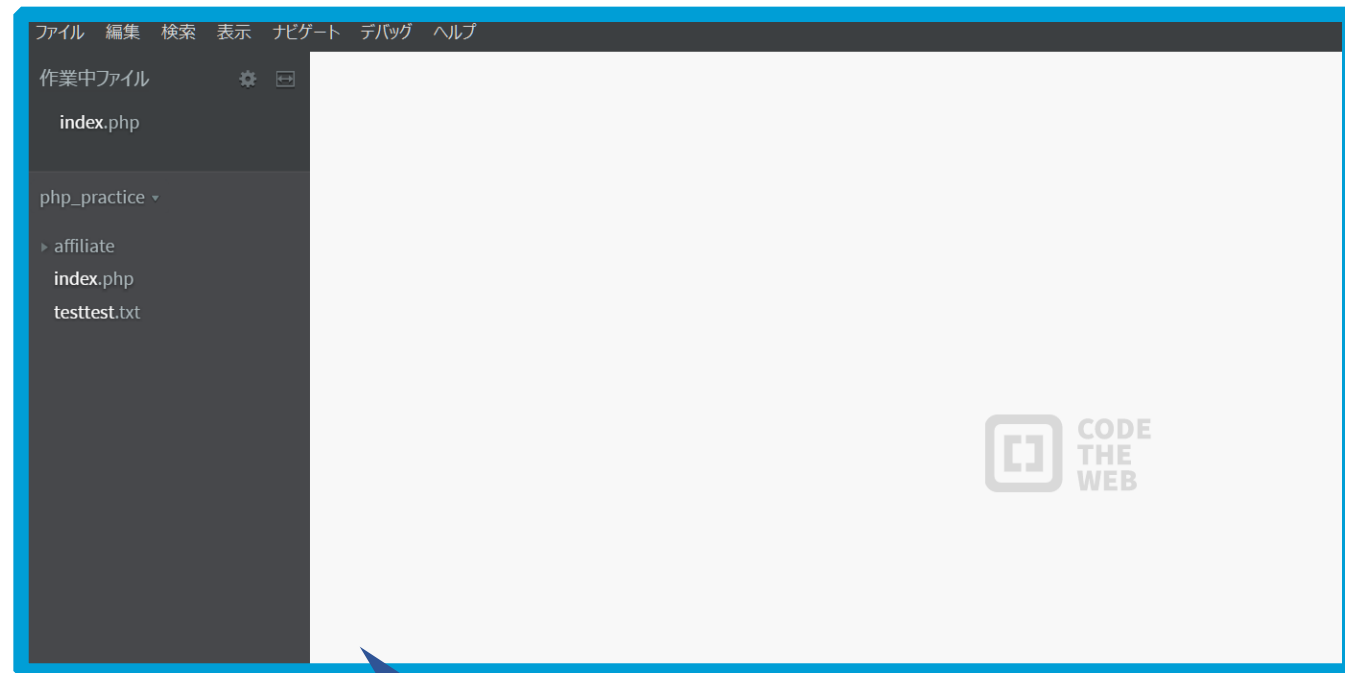 ファイル 編集 検索 表示 ナビゲート デバッグ ヘルプ
作業中ファイル
index.php
php_practice
affiliate
index.php
testtest.txt
CODE
THE
WEB